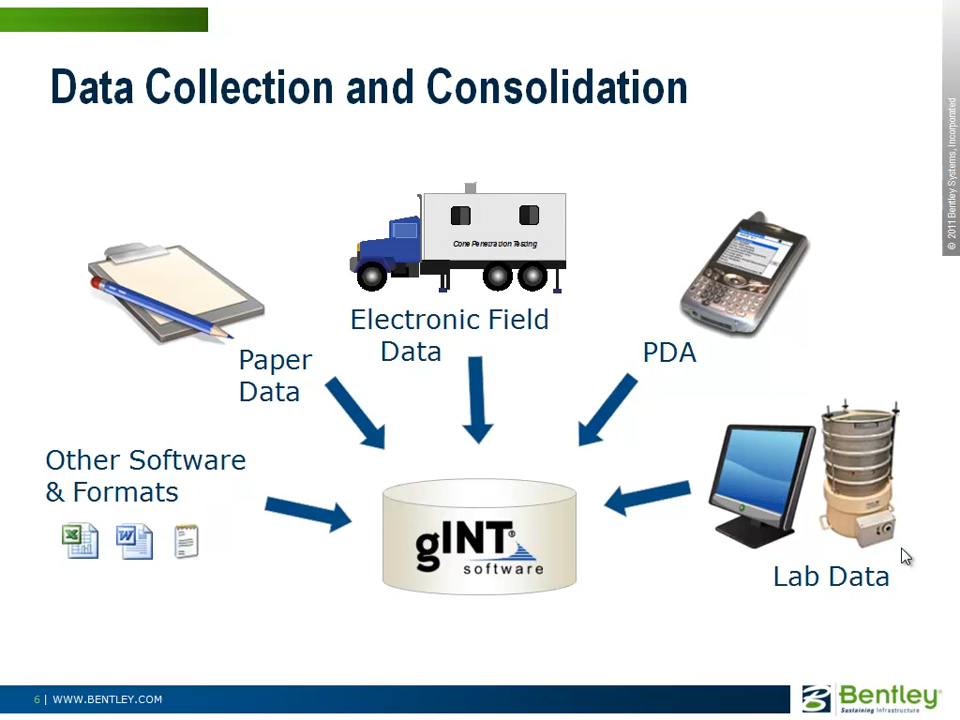 Data Collection and Consolidation
© 2011 Bentley Systems, Incorporated
Cone Penetration Testing
Electronic Field
Data
Paper
Data
PDA
Other Software
& Formats
gINT®
software
Lab Data
6 | WWW.BENTLEY.COM
Bentley®
Sustaining Infrastructure